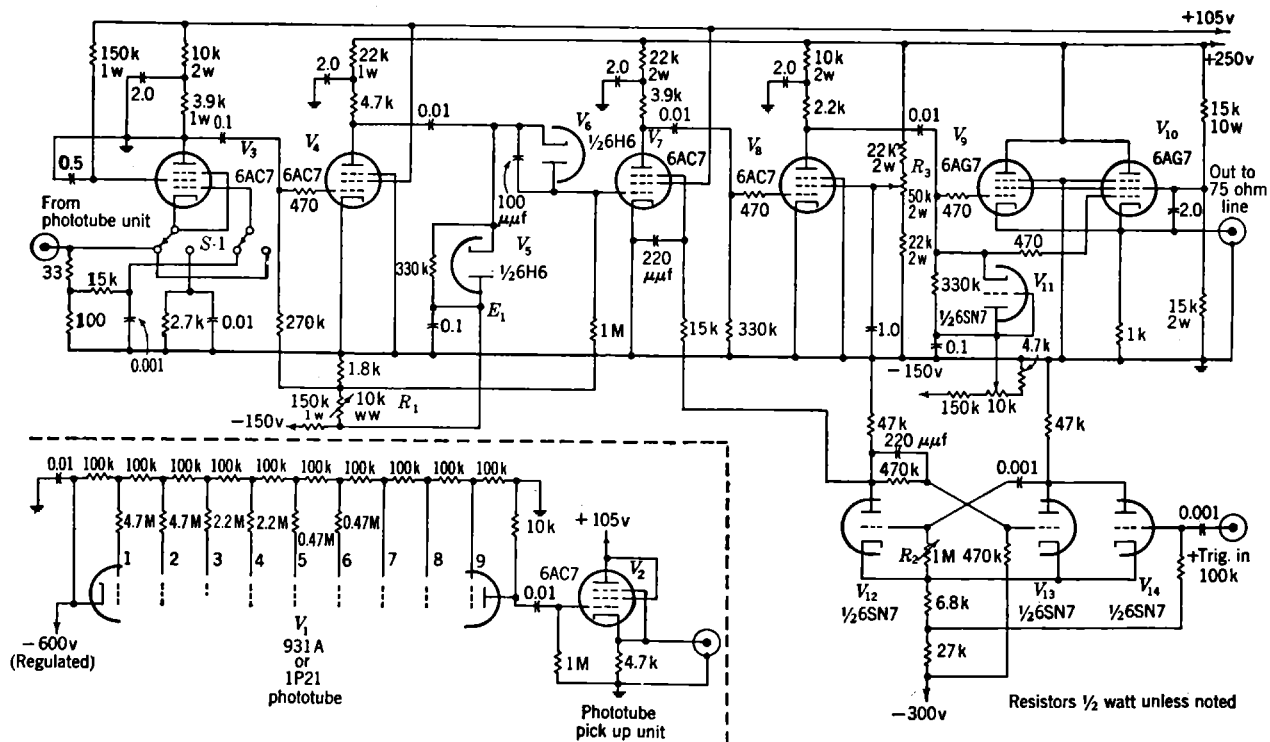 +105v
+250v
150k
1w
10k
2w
2.0
3.9k
1w
0.1
V3
6AC7
0.5
From
phototube unit
S-1
33
15k
100
0.001
2.7k
0.01
270k
22k
1w
2.0
4.7k
V4
6AC7
470
0.01
V6
½6H6
100
μμf
V5
½6H6
330k
0.1
E1
1.8k
150k
1w
10k
ww
R1
−150v
22k
2w
2.0
3.9k
V7
0.01
6AC7
220
μμf
1M
15k
330k
10k
2w
2.0
2.2k
V8
6AC7
470
0.01
22k
2w
R3
50k
2w
22k
2w
1.0
V9
6AG7
470
V10
6AG7
15k
10w
Out to
75 ohm
line
2.0
470
330k
V11
½6SN7
0.1
4.7k
1k
15k
2w
−150v
150k
10k
47k
47k
220 μμf
470k
0.001
R2
1M
470k
0.001
+Trig. in
100k
V12
½6SN7
V13
½6SN7
V14
½6SN7
6.8k
27k
−300v
Resistors ½ watt unless noted
0.01
100k
100k
100k
100k
100k
100k
100k
100k
100k
4.7M
4.7M
2.2M
2.2M
0.47M
0.47M
1
2
3
4
5
6
7
8
9
10k
+105v
6AC7
V2
0.01
1M
4.7k
−600v
(Regulated)
V1
931A
or
1P21
phototube
Phototube
pick up unit